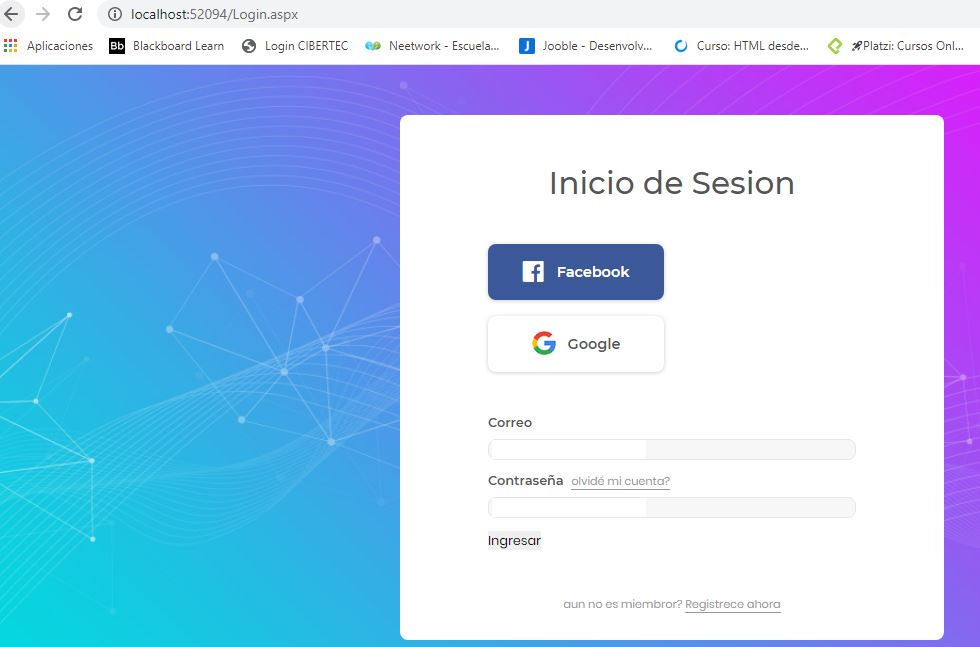 localhost:52094/Login.aspx
Aplicaciones Bb Blackboard Learn Login CIBERTEC Neetwork - Escuela... J Jooble - Desenvolv... Curso: HTML desde... Platzi: Cursos Onl...
Inicio de Sesion
Facebook
Google
Correo
Contraseña olvidé mi cuenta?
Ingresar
aun no es miembror? Registrece ahora